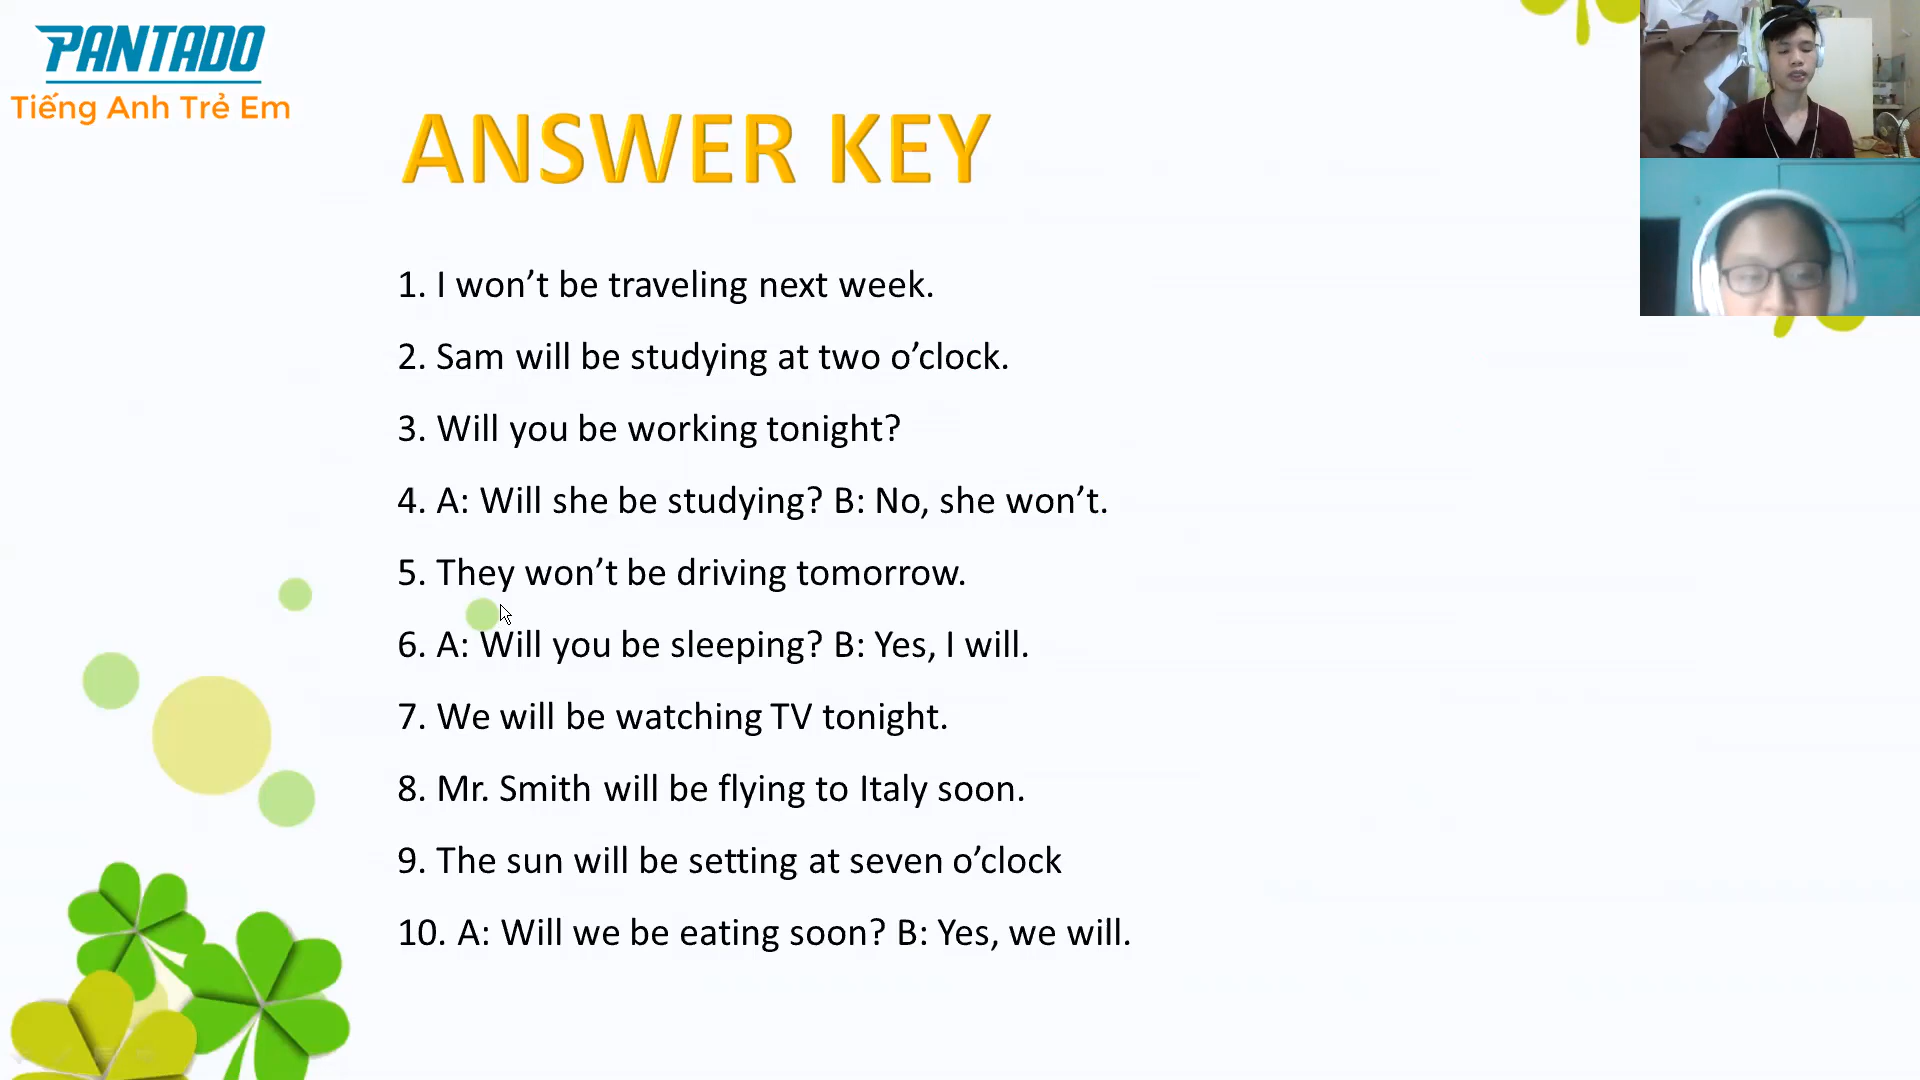 PANTADO
Tiếng Anh Trẻ Em
ANSWER KEY
1. I won’t be traveling next week.
2. Sam will be studying at two o’clock.
3. Will you be working tonight?
4. A: Will she be studying? B: No, she won’t.
5. They won’t be driving tomorrow.
6. A: Will you be sleeping? B: Yes, I will.
7. We will be watching TV tonight.
8. Mr. Smith will be flying to Italy soon.
9. The sun will be setting at seven o’clock
10. A: Will we be eating soon? B: Yes, we will.